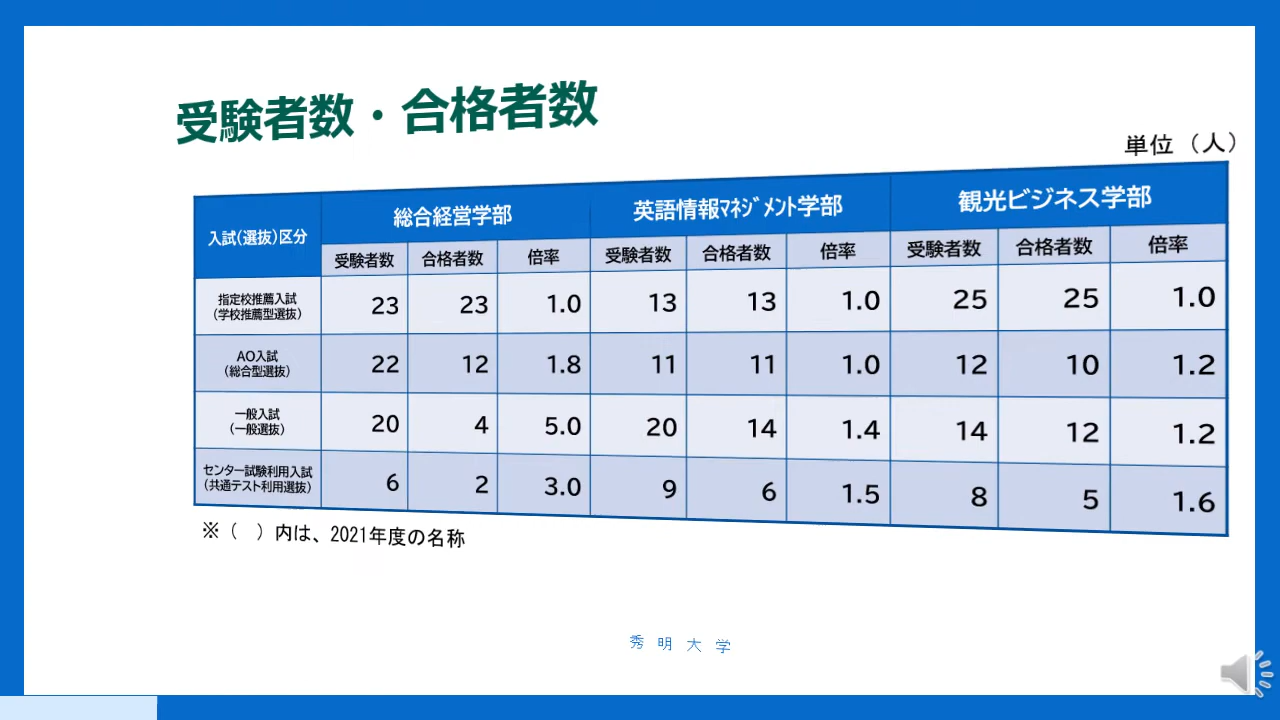 受験者数・合格者数
単位（人）
入試(選抜)区分 総合経営学部 英語情報ﾏﾈｼﾞﾒﾝﾄ学部 観光ビジネス学部
受験者数 合格者数 倍率 受験者数 合格者数 倍率 受験者数 合格者数 倍率
指定校推薦入試
(学校推薦型選抜) 23 23 1.0 13 13 1.0 25 25 1.0
AO入試
(総合型選抜) 22 12 1.8 11 11 1.0 12 10 1.2
一般入試
(一般選抜) 20 4 5.0 20 14 1.4 14 12 1.2
センター試験利用入試
(共通テスト利用選抜) 6 2 3.0 9 6 1.5 8 5 1.6
※（　）内は、2021年度の名称
秀明大学